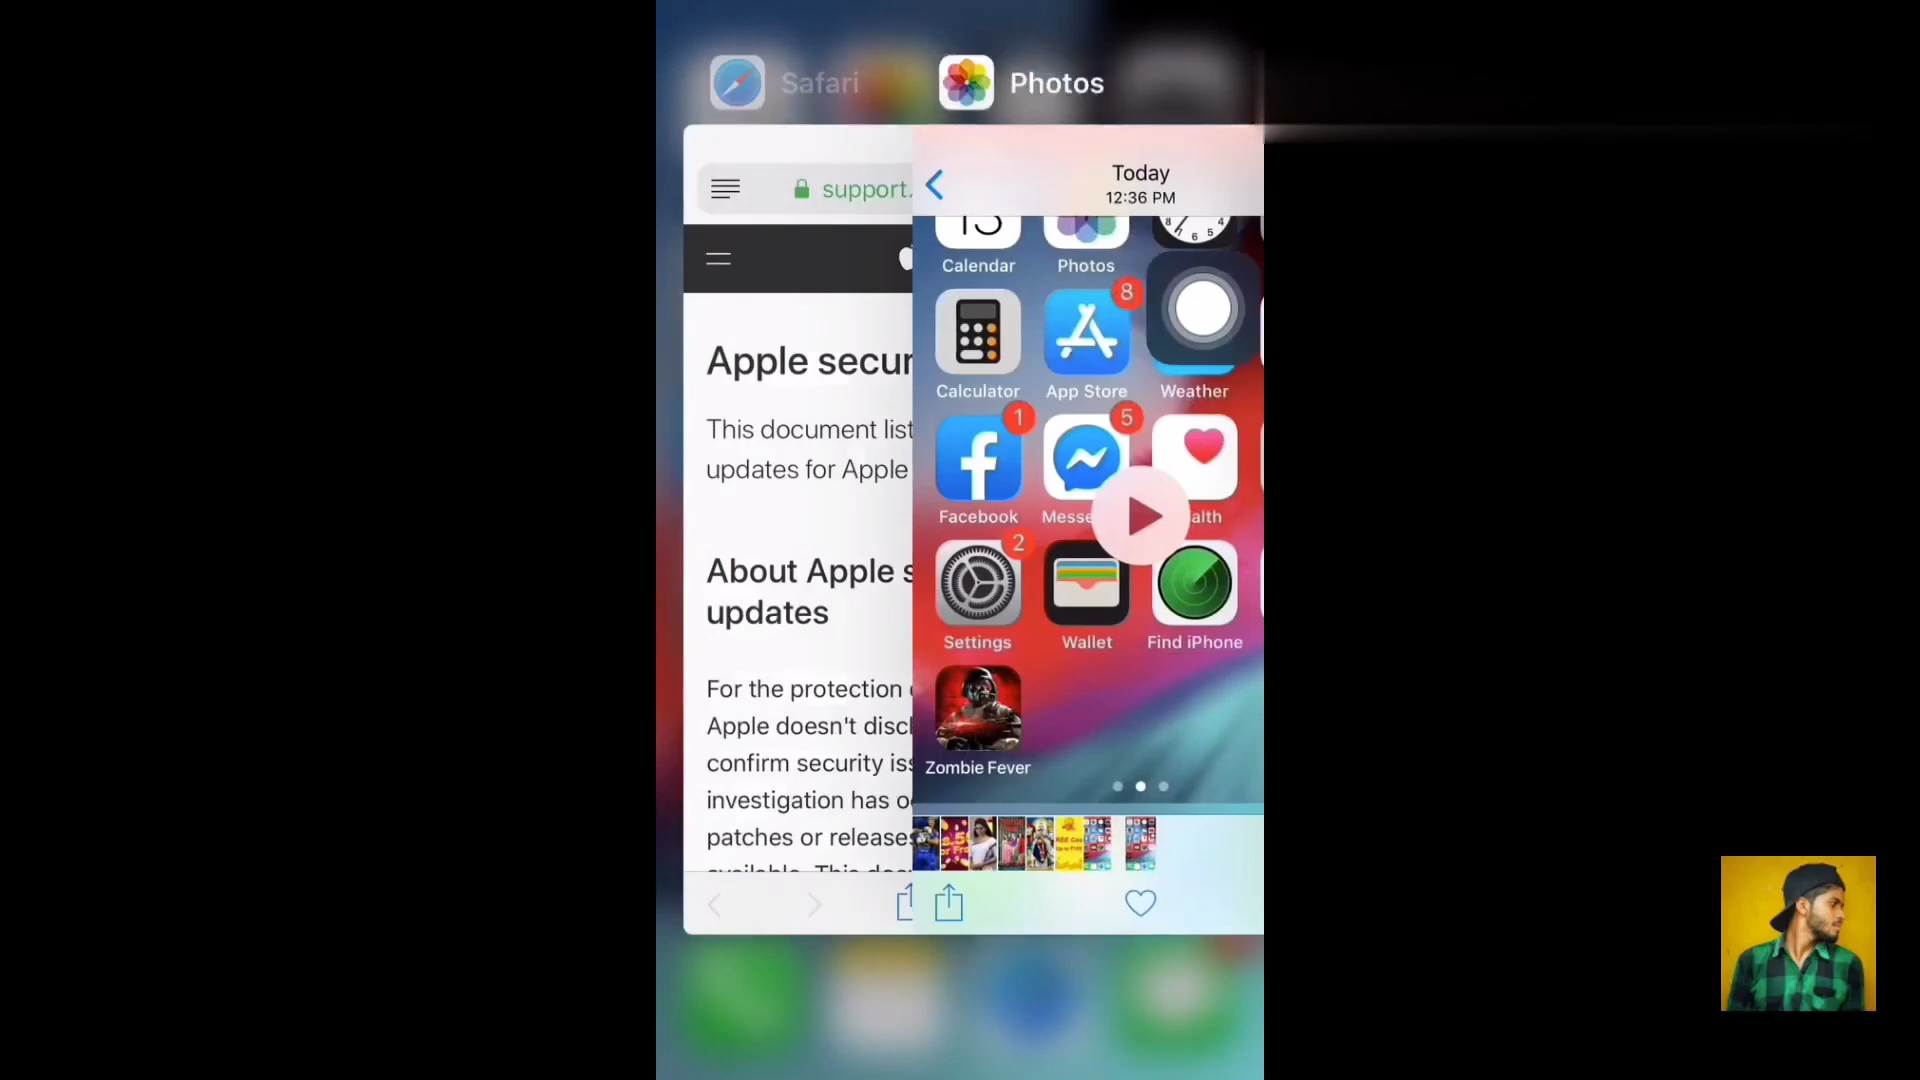 Safari
Photos
support.
Today
12:36 PM
Apple secur
This document list
updates for Apple
About Apple s
updates
For the protection
Apple doesn't discl
confirm security iss
investigation has o
patches or releases
Calendar
Photos
8
Calculator
App Store
Weather
1
5
Facebook
Messe
alth
2
Settings
Wallet
Find iPhone
Zombie Fever